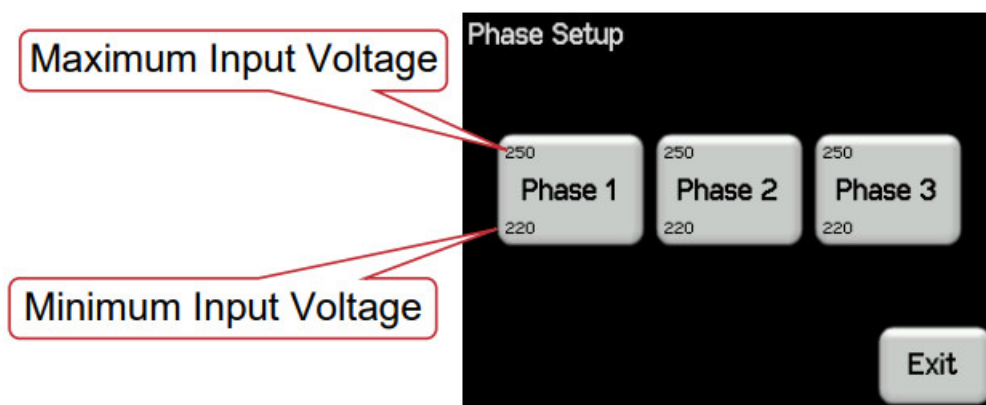 Maximum Input Voltage
Minimum Input Voltage
Phase Setup
250
Phase 1
220
250
Phase 2
220
250
Phase 3
220
Exit